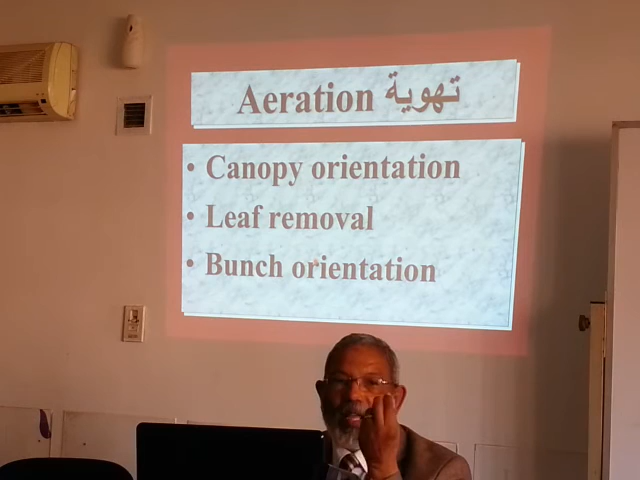 Aeration تهوية
• Canopy orientation
• Leaf removal
• Bunch orientation